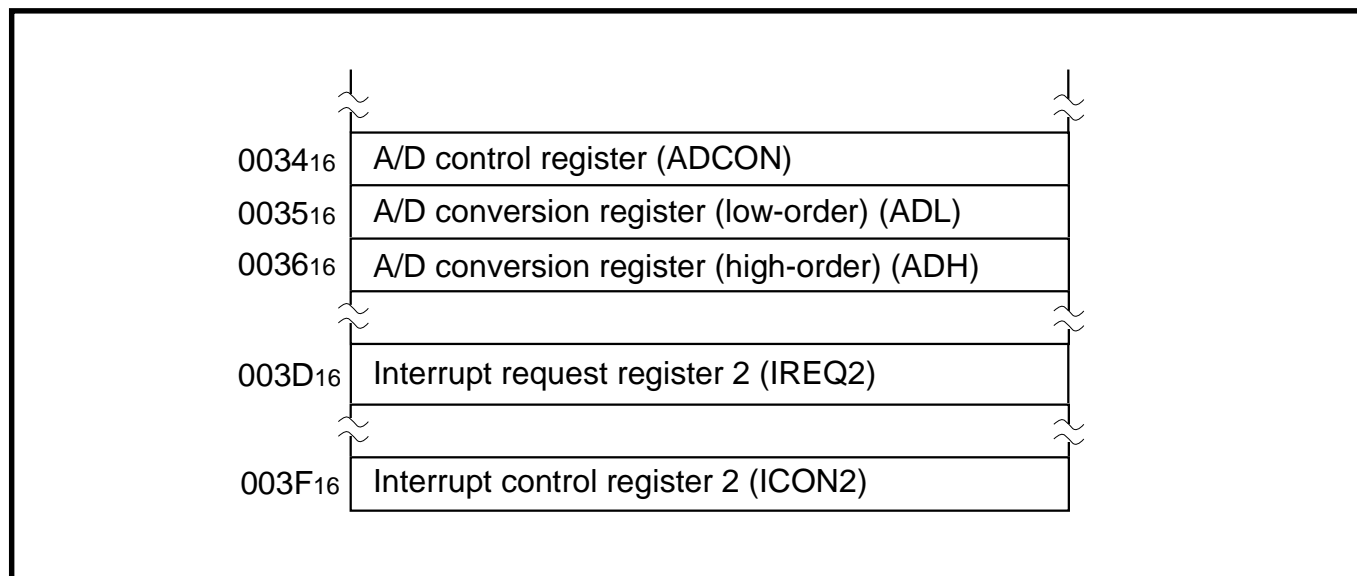 0034₁₆ A/D control register (ADCON)
0035₁₆ A/D conversion register (low-order) (ADL)
0036₁₆ A/D conversion register (high-order) (ADH)
003D₁₆ Interrupt request register 2 (IREQ2)
003F₁₆ Interrupt control register 2 (ICON2)